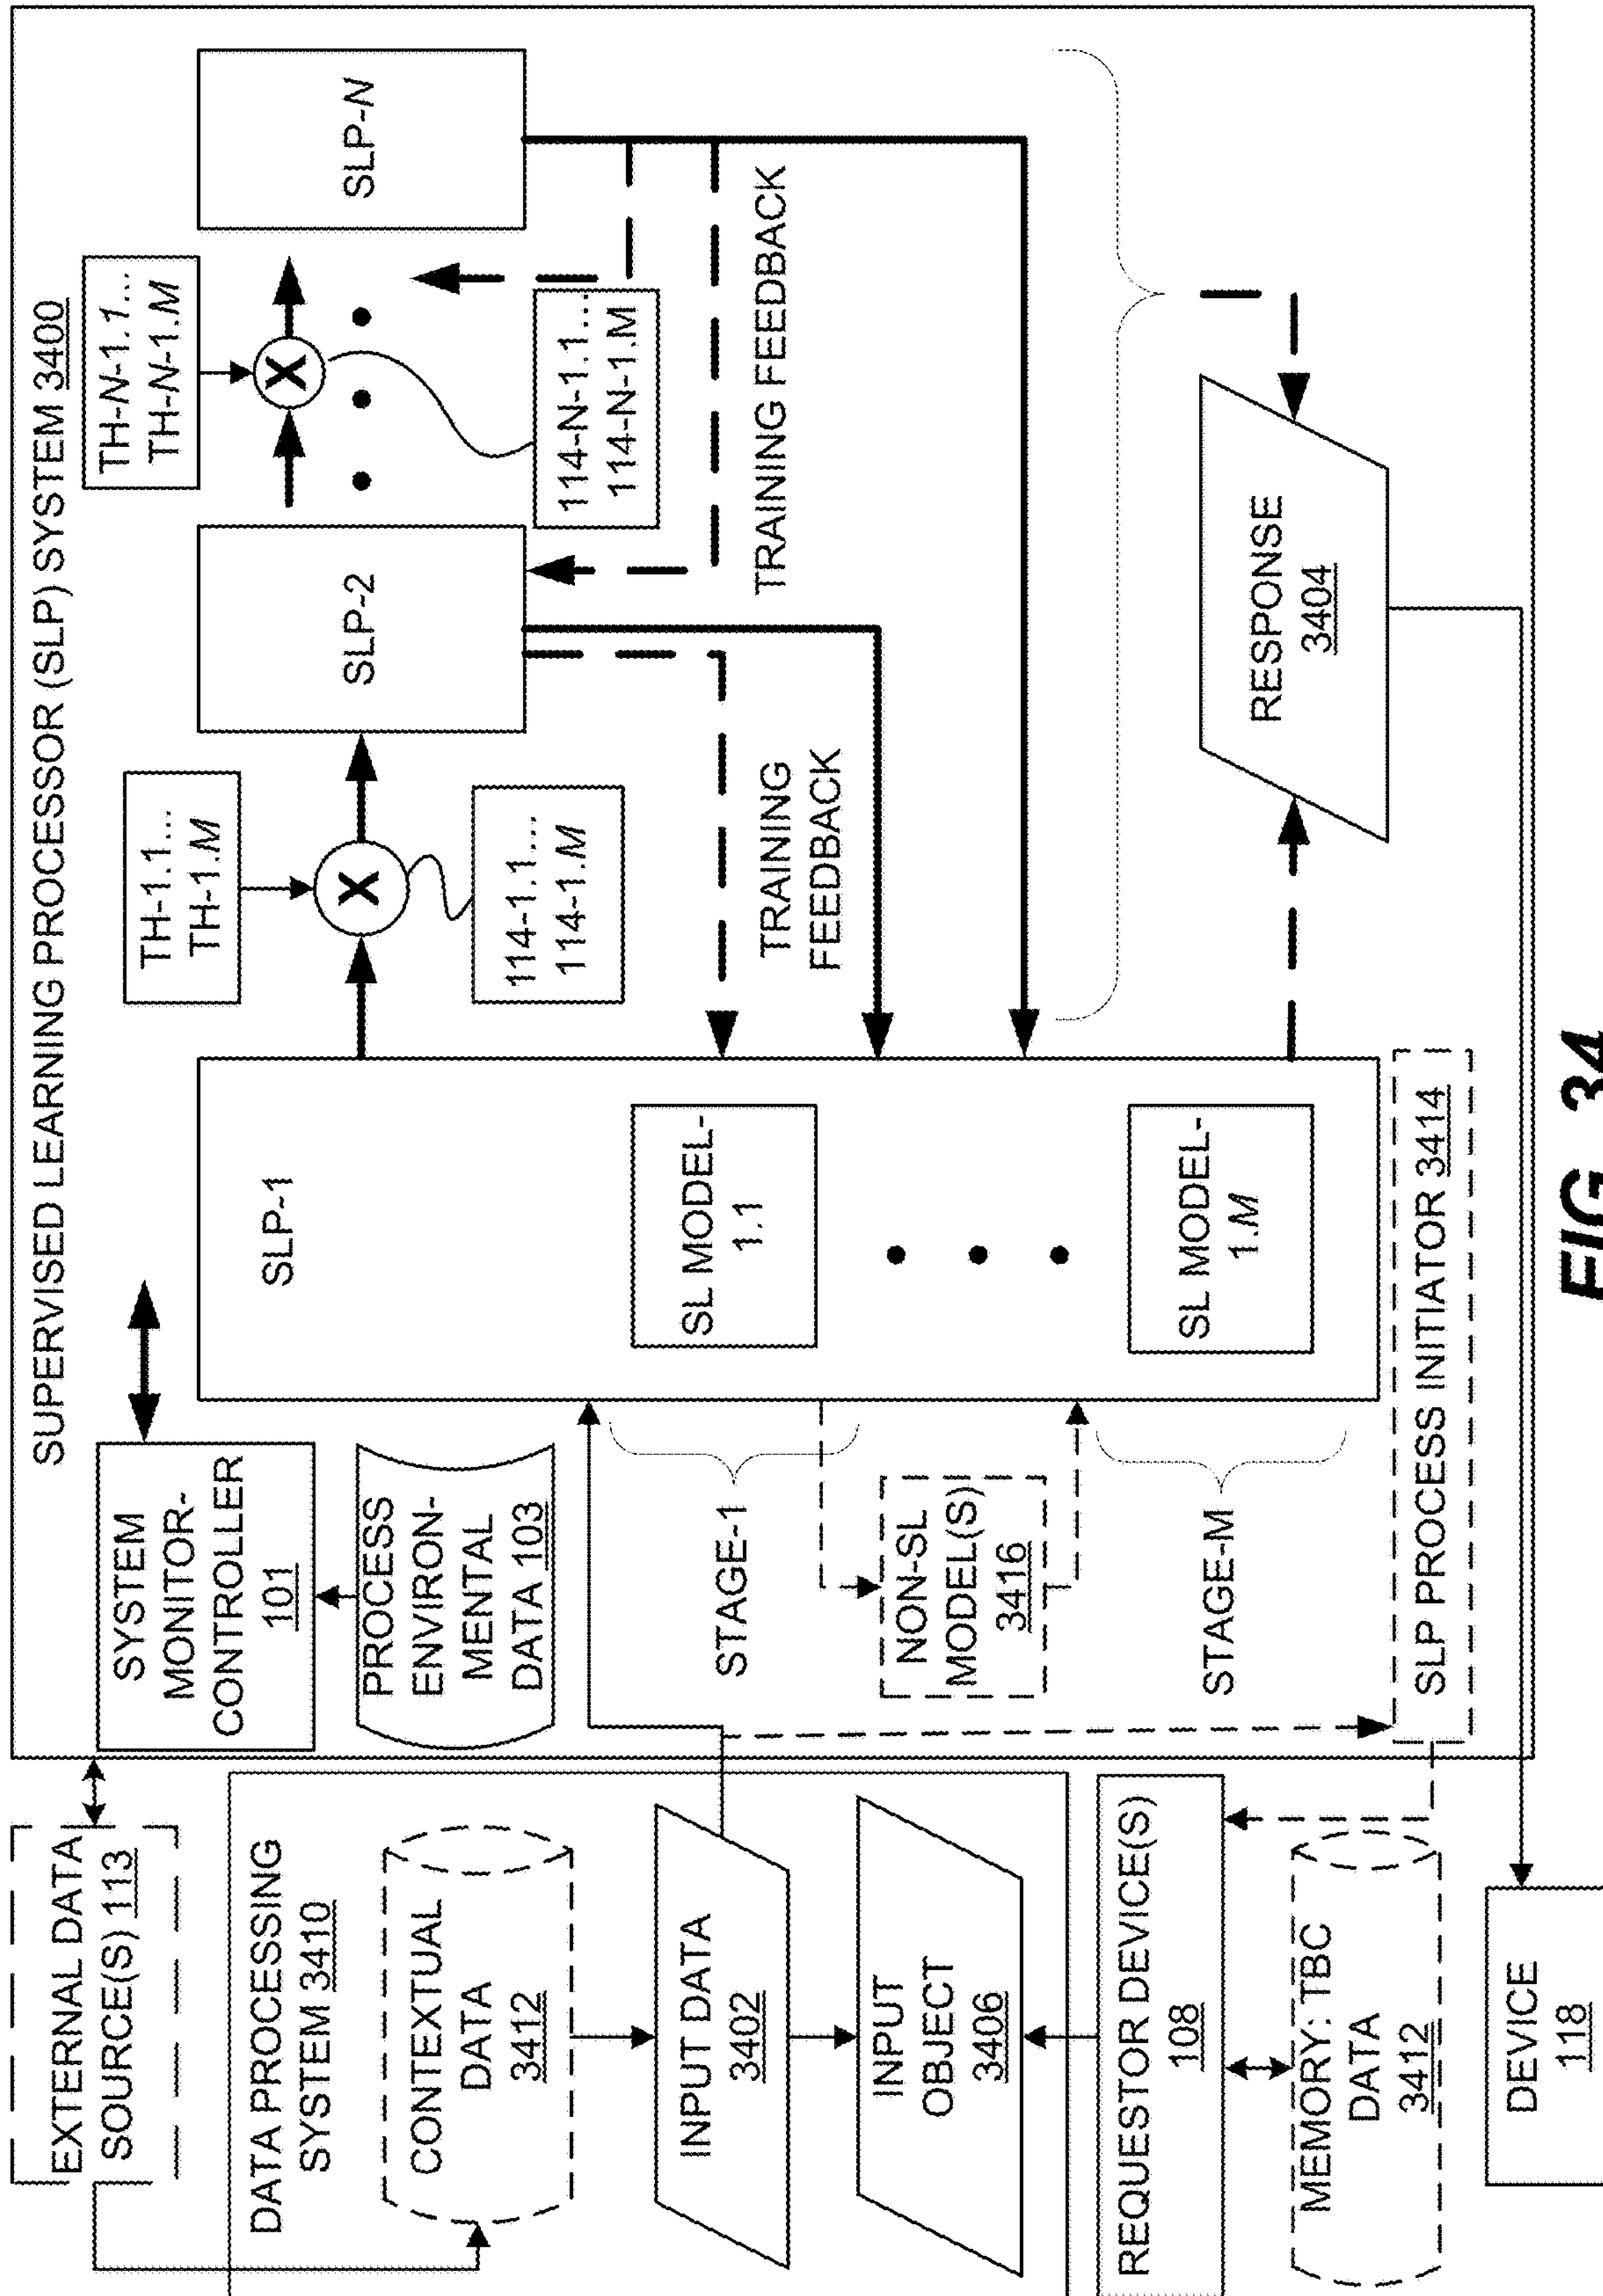 SUPERVISED LEARNING PROCESSOR (SLP) SYSTEM 3400
EXTERNAL DATA
SOURCE(S) 113
SYSTEM
MONITOR-
CONTROLLER
101
PROCESS
ENVIRON-
MENTAL
DATA 103
DATA PROCESSING
SYSTEM 3410
CONTEXTUAL
DATA
3412
INPUT DATA
3402
INPUT
OBJECT
3406
REQUESTOR DEVICE(S)
108
MEMORY: TBC
DATA
3412
DEVICE
118
STAGE-1
NON-SL
MODEL(S)
3416
STAGE-M
SLP PROCESS INITIATOR 3414
SLP-1
SL MODEL-
1.1
SL MODEL-
1.M
TH-1.1...
TH-1.M
X
114-1.1...
114-1.M
SLP-2
TRAINING
FEEDBACK
TH-N-1.1...
TH-N-1.M
X
114-N-1.1...
114-N-1.M
SLP-N
TRAINING FEEDBACK
RESPONSE
3404
FIG. 34